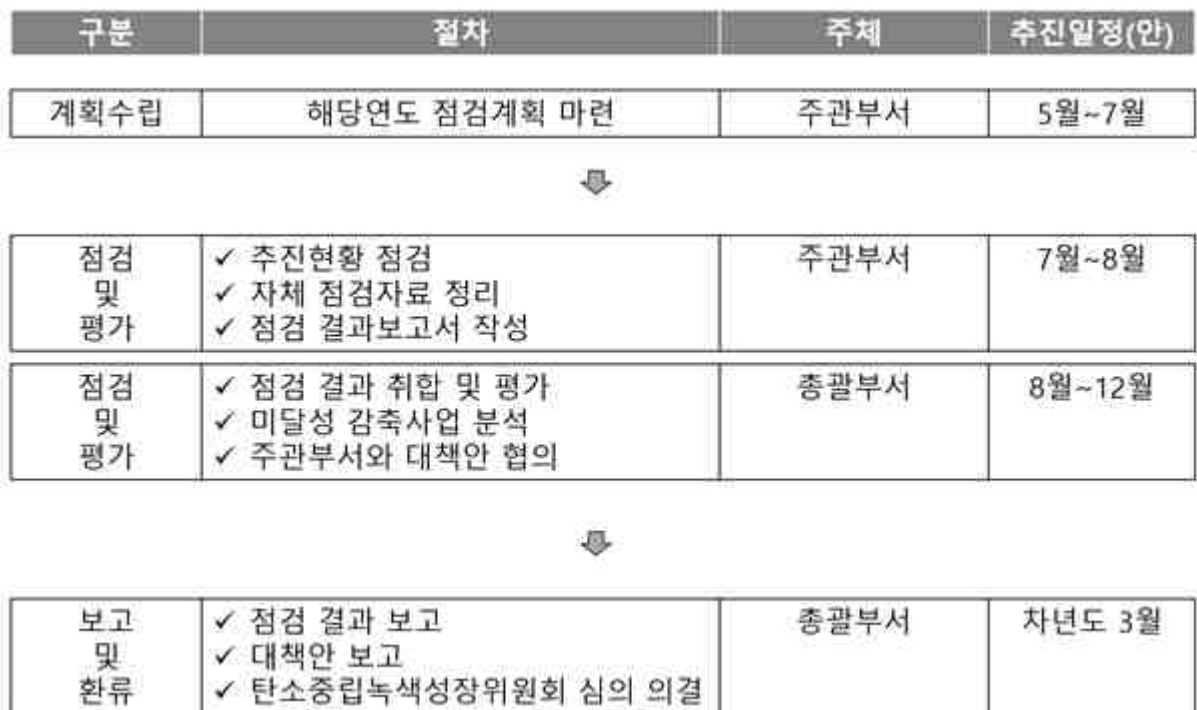 구분 절차 주체 추진일정(안)
계획수립 해당연도 점검계획 마련 주관부서 5월~7월
점검 ✓ 추진현황 점검 주관부서 7월~8월
및 ✓ 자체 점검자료 정리
평가 ✓ 점검 결과보고서 작성
점검 ✓ 점검 결과 취합 및 평가 총괄부서 8월~12월
및 ✓ 미달성 감축사업 분석
평가 ✓ 주관부서와 대책안 협의
보고 ✓ 점검 결과 보고 총괄부서 차년도 3월
및 ✓ 대책안 보고
환류 ✓ 탄소중립녹색성장위원회 심의 의결